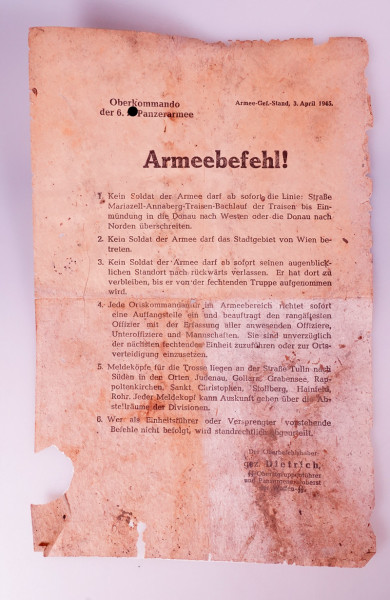 Oberkommando
der 6. Panzerarmee
Armee-Gef.-Stand, 3. April 1945.
Armeebefehl!
1. Kein Soldat der Armee darf ab sofort die Linie: Straße
Mariazell-Annaberg-Traisen-Bachlauf der Traisen bis Ein-
mündung in die Donau nach Westen oder die Donau nach
Norden überschreiten.
2. Kein Soldat der Armee darf das Stadtgebiet von Wien be-
treten.
3. Kein Soldat der Armee darf ab sofort seinen augenblick-
lichen Standort nach rückwärts verlassen. Er hat dort zu
verbleiben, bis er von der fechtenden Truppe aufgenommen
wird.
4. Jede Ortskommandantur im Armeebereich richtet sofort
eine Auffangstelle ein und beauftragt den rangältesten
Offizier mit der Erfassung aller anwesenden Offiziere,
Unteroffiziere und Mannschaften. Sie sind unverzüglich
der nächsten fechtenden Einheit zuzuführen oder zur Orts-
verteidigung einzusetzen.
5. Meldeköpfe für die Trosse liegen an der Straße Tulln nach
Süden in den Orten Judenau, Gollarn, Grabensee, Rap-
poltenkirchen, Sankt Christophen, Stollberg, Hainfeld,
Rohr. Jeder Meldekopf kann Auskunft geben über die Ab-
stellräume der Divisionen.
6. Wer als Einheitsführer oder Versprengter vorstehende
Befehle nicht befolgt, wird standrechtlich abgeurteilt.
Der Oberbefehlshaber
gez. Dietrich,
SS-Oberstgruppenführer
und Panzergeneraloberst